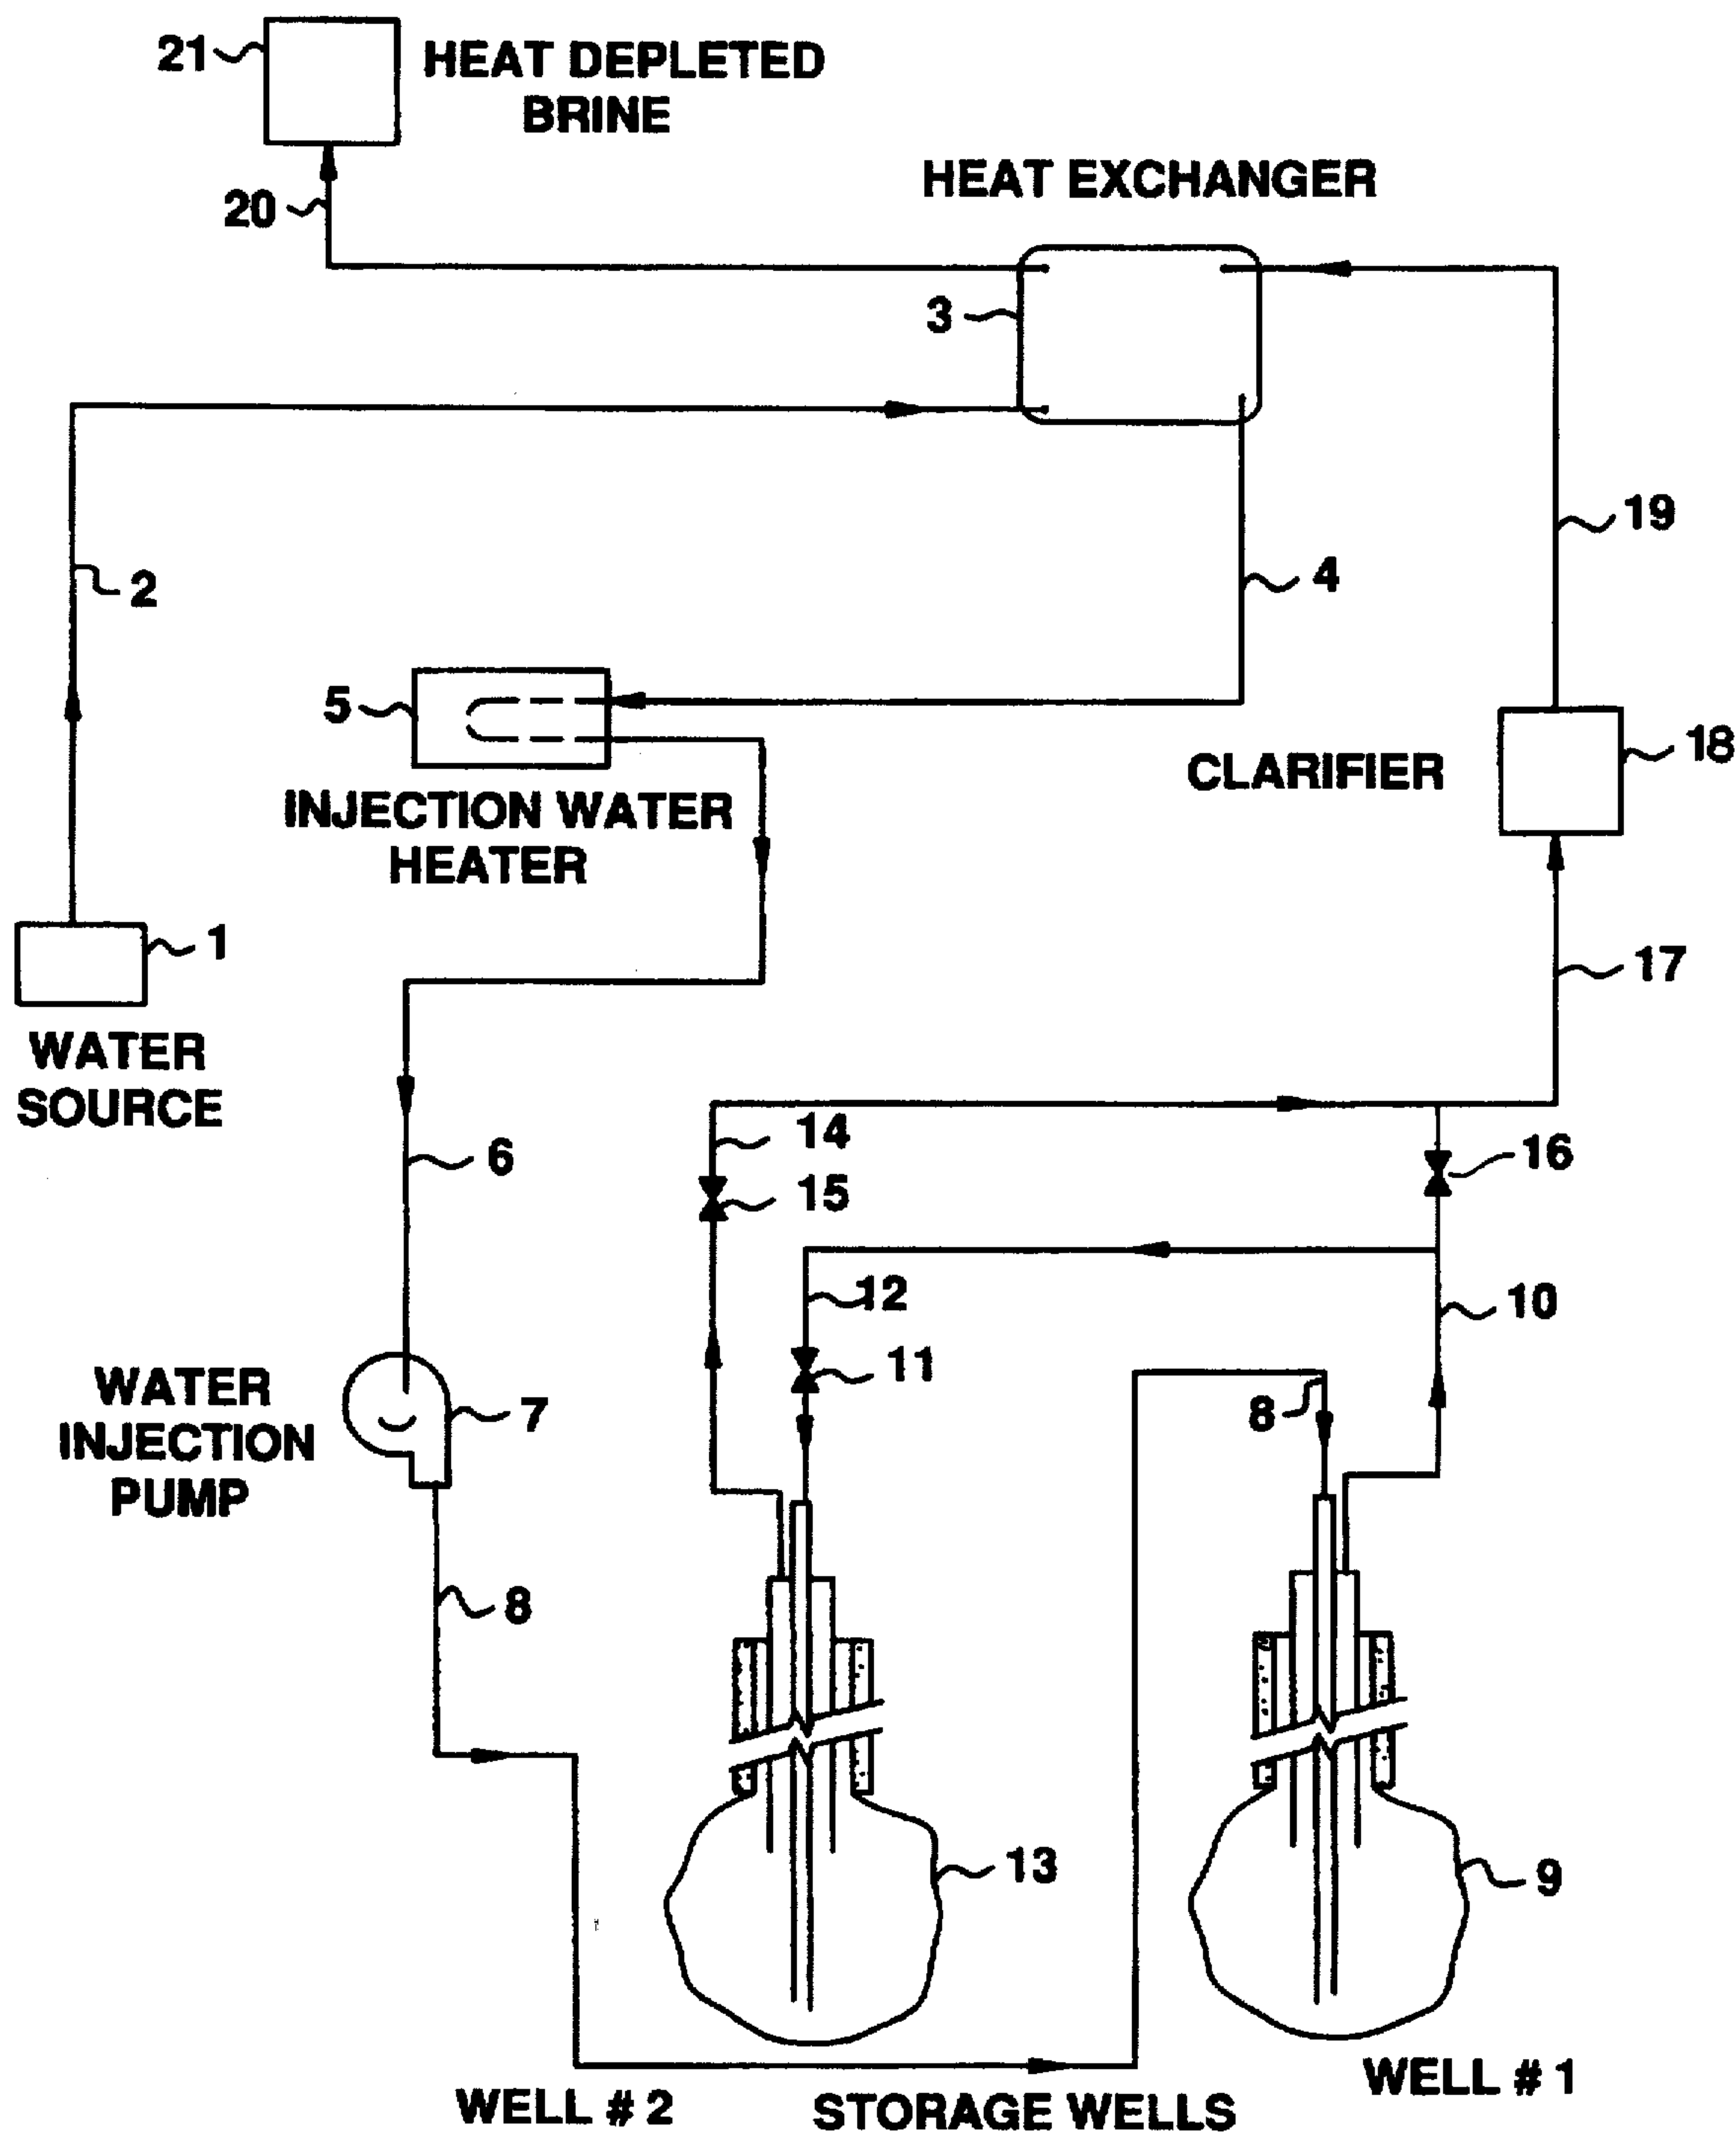 21
HEAT DEPLETED
BRINE
20
HEAT EXCHANGER
3
19
2
4
5
18
CLARIFIER
INJECTION WATER
HEATER
1
17
WATER
SOURCE
14
16
6
15
12
10
11
WATER
INJECTION
PUMP
7
8
8
13
9
WELL # 1
WELL # 2
STORAGE WELLS